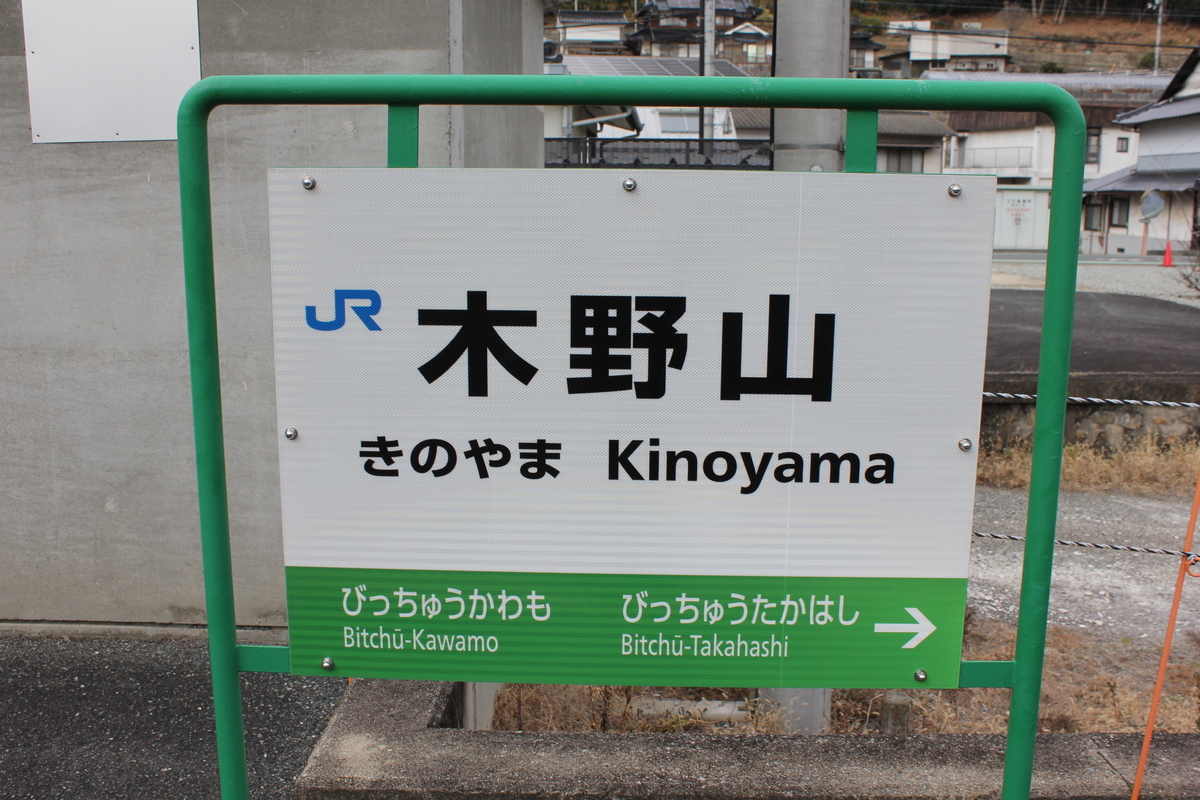 JR 木野山
きのやま Kinoyama
びっちゅうかわも びっちゅうたかはし →
Bitchū-Kawamo Bitchū-Takahashi